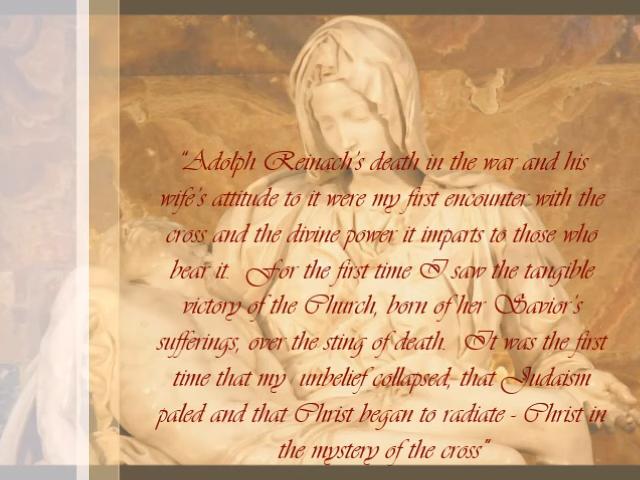 "Adolph Reinach's death in the war and his
wife's attitude to it were my first encounter with the
cross and the divine power it imparts to those who
bear it. For the first time I saw the tangible
victory of the Church, born of her Savior's
sufferings, over the sting of death. It was the first
time that my unbelief collapsed, that Judaism
paled and that Christ began to radiate - Christ in
the mystery of the cross"